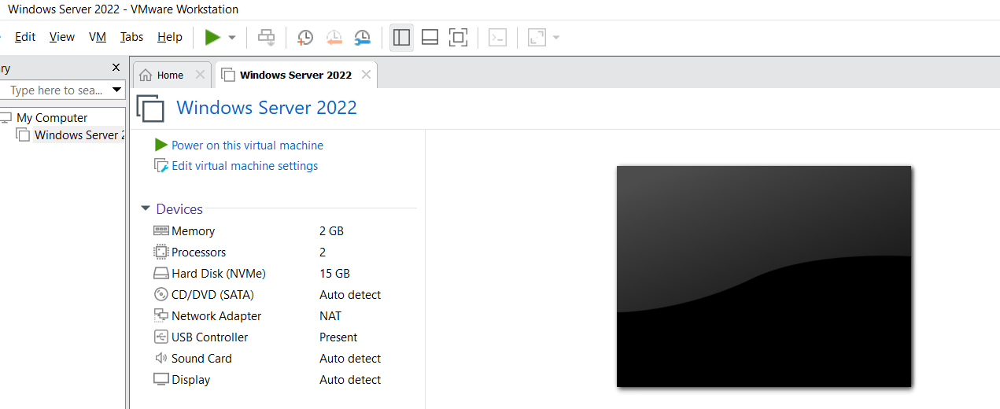 Windows Server 2022 - VMware Workstation
Edit View VM Tabs Help
ry
Home
Windows Server 2022
Type here to sea...
Windows Server 2022
My Computer
Windows Server 2
Power on this virtual machine
Edit virtual machine settings
Devices
Memory 2 GB
Processors 2
Hard Disk (NVMe) 15 GB
CD/DVD (SATA) Auto detect
Network Adapter NAT
USB Controller Present
Sound Card Auto detect
Display Auto detect